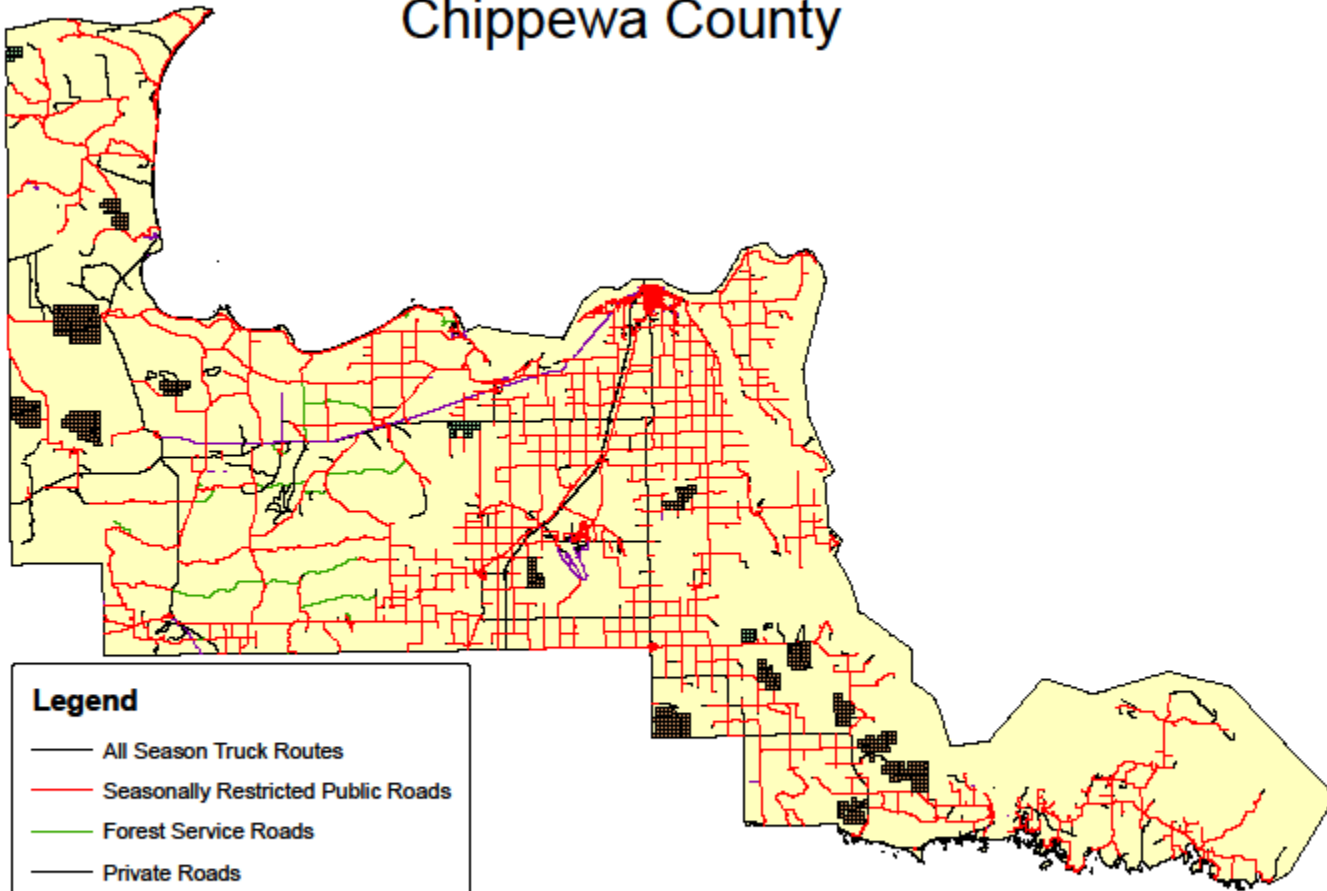 Chippewa County
Legend
All Season Truck Routes
Seasonally Restricted Public Roads
Forest Service Roads
Private Roads